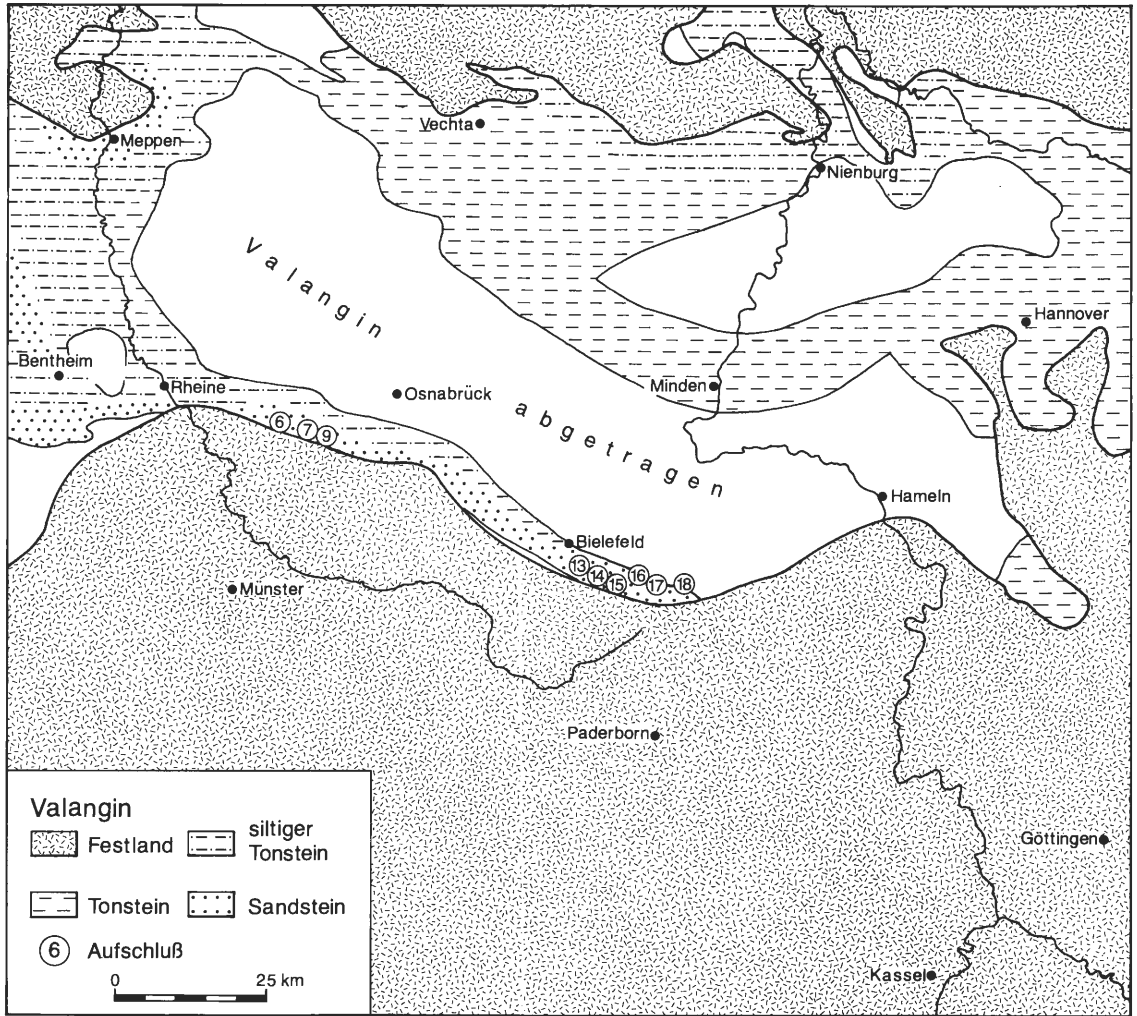 Meppen
Vechta
Nienburg
Valangin
abgetragen
Hannover
Bentheim
Rheine
Osnabrück
Minden
6
7
9
Hameln
Bielefeld
13
14
15
16
17
18
Munster
Paderborn
Göttingen
Kassel
Valangin
Festland
siltiger
Tonstein
Tonstein
Sandstein
6 Aufschluß
0 25 km